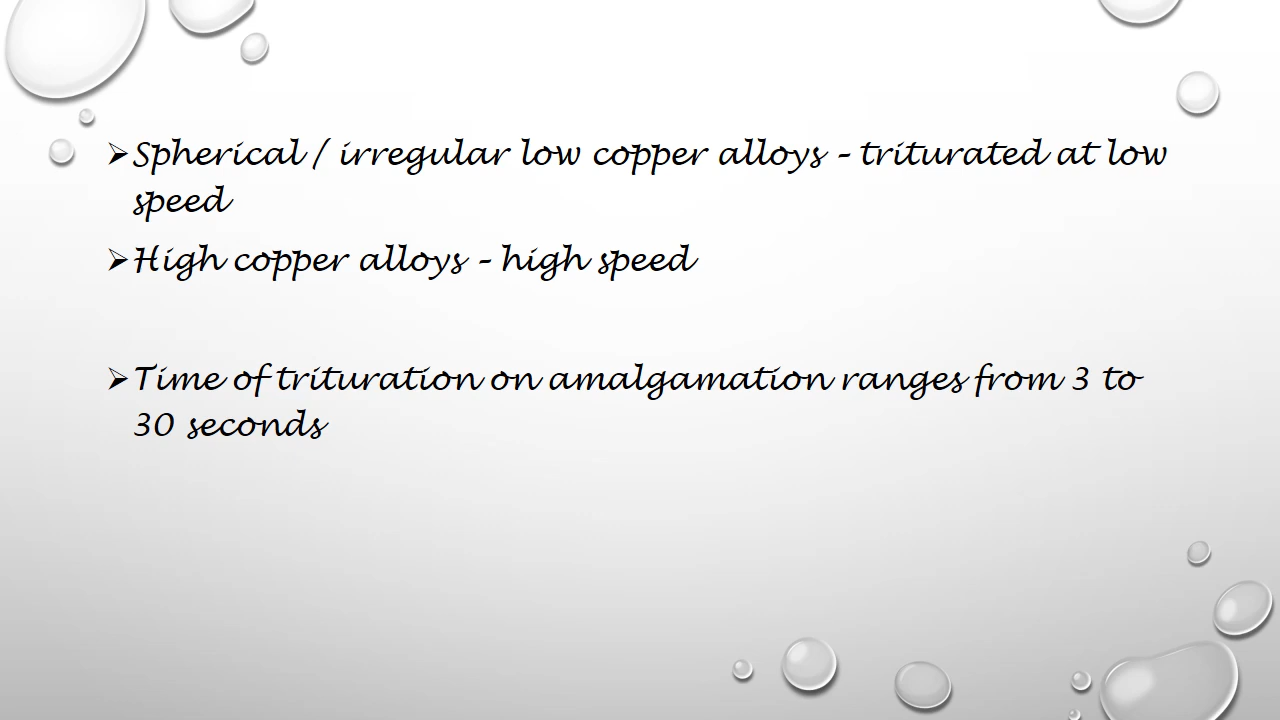 ➢Spherical / irregular low copper alloys – triturated at low
speed
➢High copper alloys – high speed
➢Time of trituration on amalgamation ranges from 3 to
30 seconds